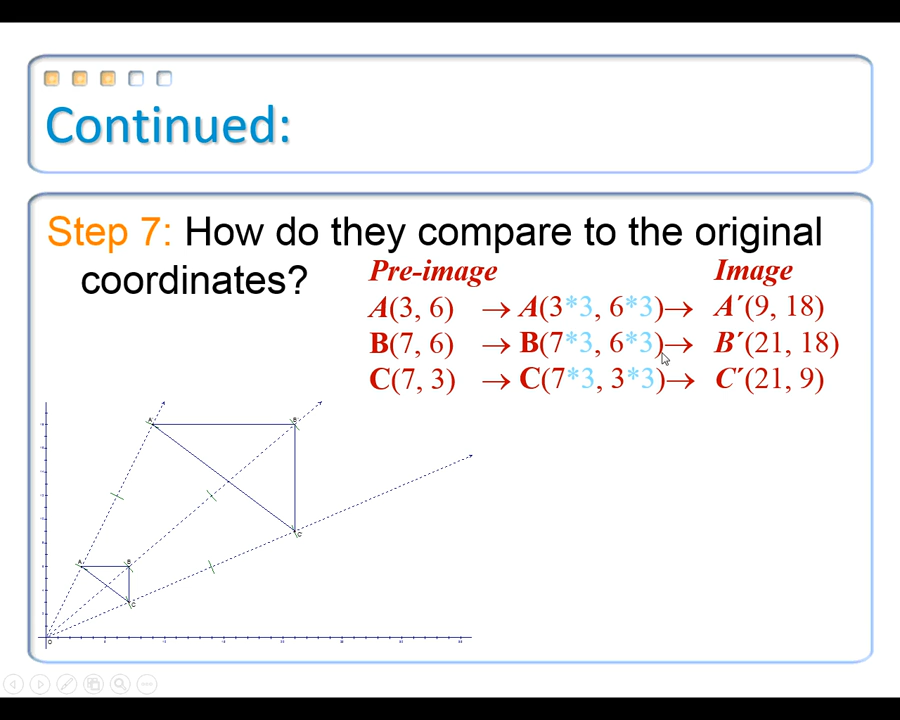 Continued:
Step 7: How do they compare to the original
coordinates?
Pre-image Image
A(3, 6) → A(3*3, 6*3)→ A´(9, 18)
B(7, 6) → B(7*3, 6*3)→ B´(21, 18)
C(7, 3) → C(7*3, 3*3)→ C´(21, 9)
A B
C
A B
C